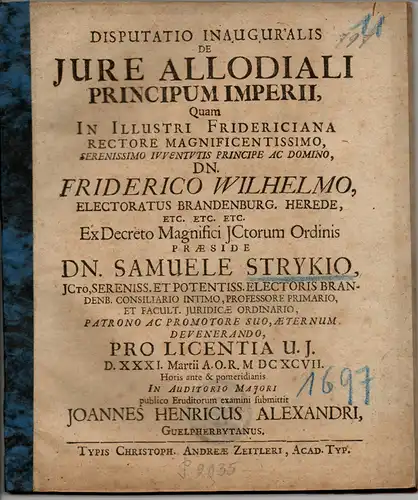 DISPUTATIO INAUGURALIS
DE
JURE ALLODIALI
PRINCIPUM IMPERII,
Quam
IN ILLUSTRI FRIDERICIANA
RECTORE MAGNIFICENTISSIMO,
SERENISSIMO IVVENTVTIS PRINCIPE AC DOMINO,
DN.
FRIDERICO WILHELMO,
ELECTORATUS BRANDENBURG. HEREDE,
ETC. ETC. ETC.
Ex Decreto Magnifici JCtorum Ordinis
PRÆSIDE
DN. SAMUELE STRYKIO,
JCTO, SERENISS. ET POTENTISS. ELECTORIS BRAN-
DENB. CONSILIARIO INTIMO, PROFESSORE PRIMARIO,
ET FACULT. JURIDICÆ ORDINARIO,
PATRONO AC PROMOTORE SUO, ÆTERNUM
DEVENERANDO,
PRO LICENTIA U. J.
D. XXXI. Martii A. O. R. M DC XCVII.
Horis ante & pomeridianis
IN AUDITORIO MAJORI
publico Eruditorum examini submittit
1697
JOANNES HENRICUS ALEXANDRI,
GUELPHERBYTANUS.
TYPIS CHRISTOPH. ANDREÆ ZEITLERI, ACAD. TYP.